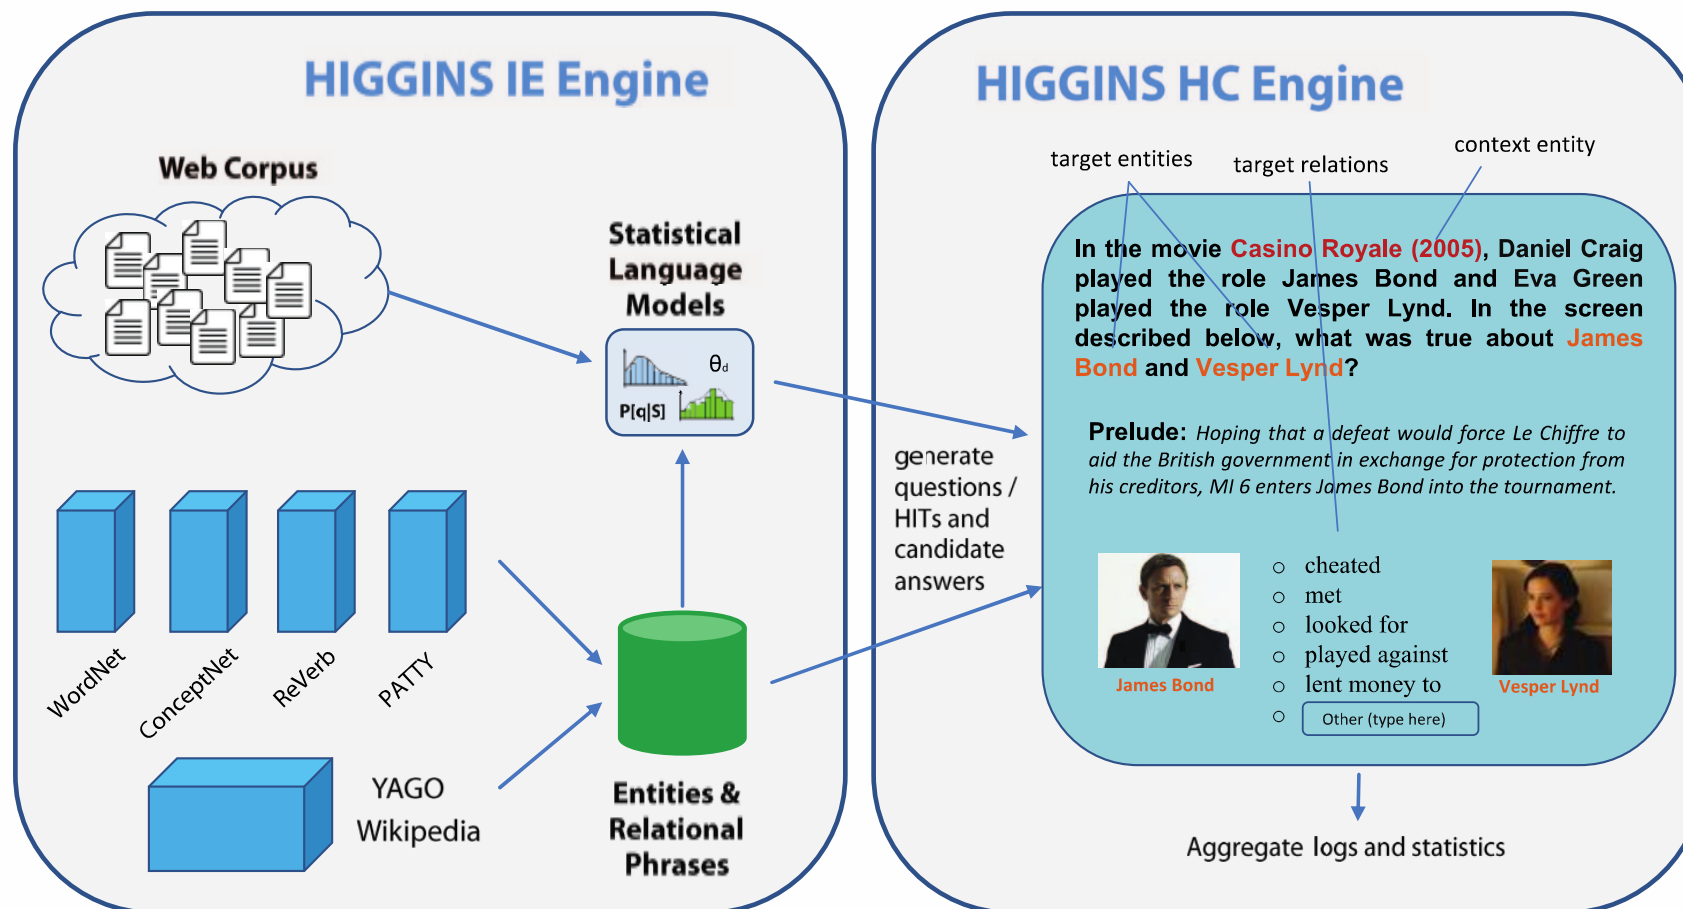 HIGGINS IE Engine
Web Corpus
Statistical
Language
Models
θd
P[q|S]
WordNet
ConceptNet
ReVerb
PATTY
YAGO
Wikipedia
Entities &
Relational
Phrases
generate
questions /
HITs and
candidate
answers
HIGGINS HC Engine
target entities
target relations
context entity
In the movie Casino Royale (2005), Daniel Craig
played the role James Bond and Eva Green
played the role Vesper Lynd. In the screen
described below, what was true about James
Bond and Vesper Lynd?
Prelude: Hoping that a defeat would force Le Chiffre to
aid the British government in exchange for protection from
his creditors, MI 6 enters James Bond into the tournament.
James Bond
cheated
met
looked for
played against
lent money to
Other (type here)
Vesper Lynd
Aggregate logs and statistics